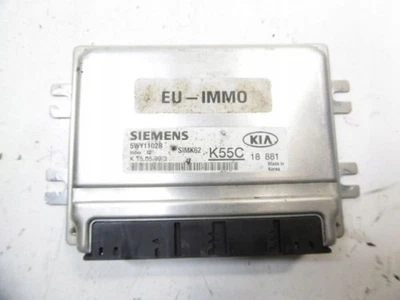 EU-IMMO
SIEMENS
5WY1102B SIMK62 K55C 18 881
KIA
Made in
Korea